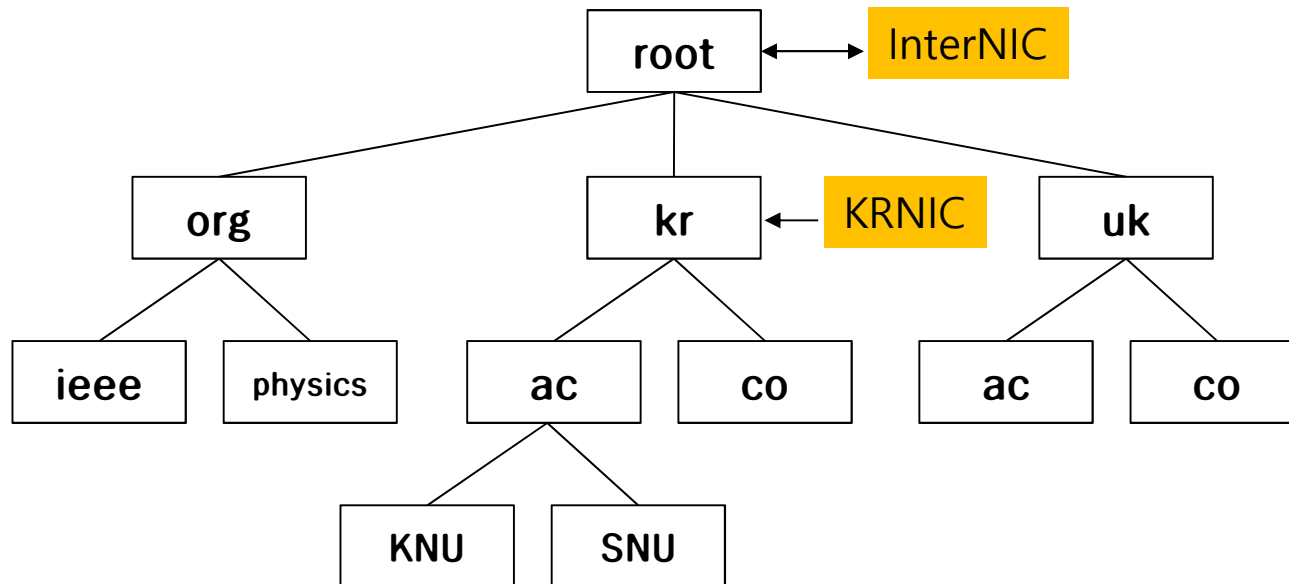 root
InterNIC
org
kr
KRNIC
uk
ieee
physics
ac
co
ac
co
KNU
SNU